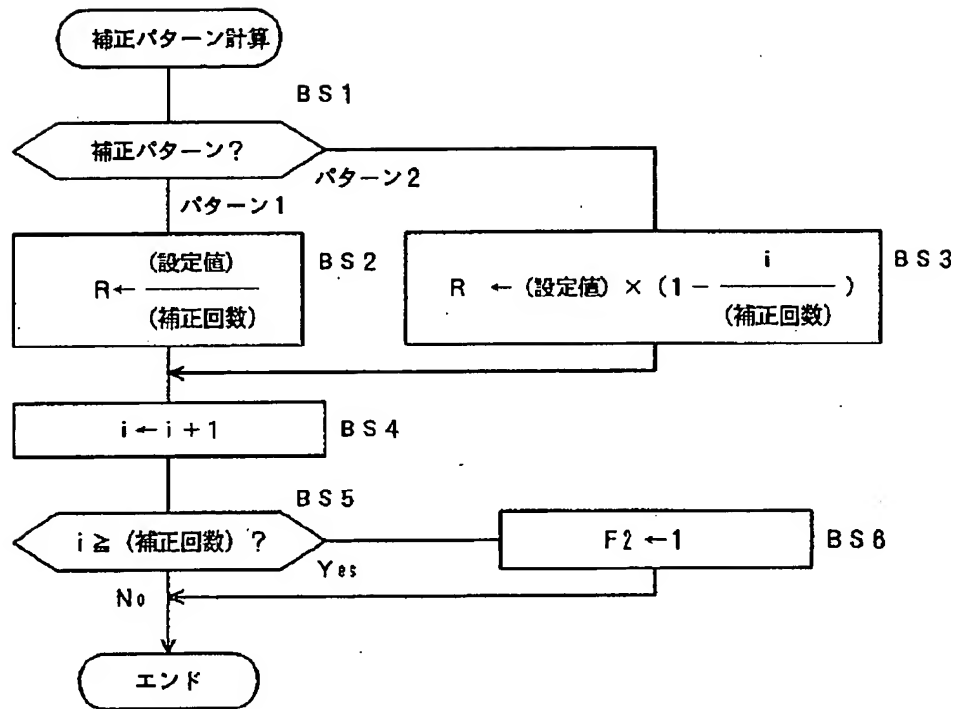 補正パターン計算
BS1
補正パターン?
パターン2
パターン1
(設定値)
R←
(補正回数)
BS2
i
R ← (設定値) × (1 - )
(補正回数)
BS3
i ← i + 1
BS4
BS5
i ≧ (補正回数) ?
Yes
No
F2 ← 1
BS6
エンド